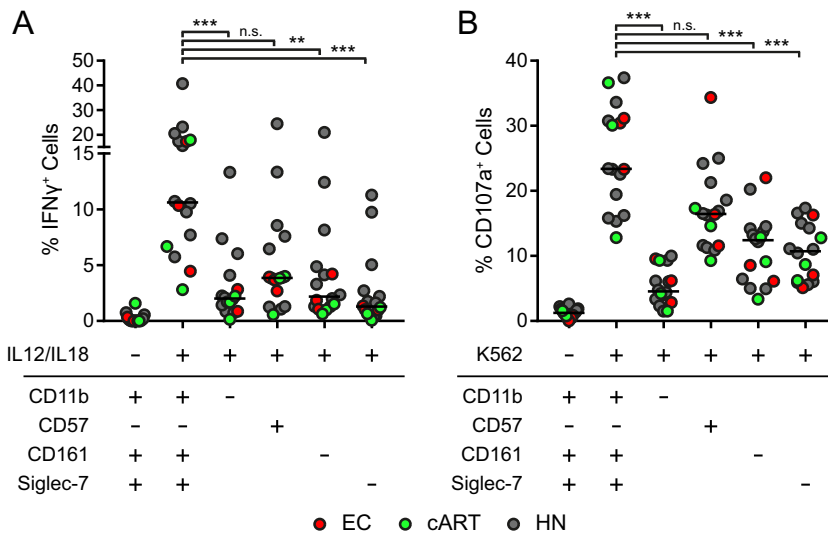 A
*** n.s. ** ***
% IFNγ+ Cells
50
40
30
20
10
15
10
5
0
IL12/IL18 – + + + + +
CD11b + + –
CD57 – – +
CD161 + + –
Siglec-7 + + –
B
*** n.s. *** ***
% CD107a+ Cells
40
30
20
10
0
K562 – + + + + +
CD11b + + –
CD57 – – +
CD161 + + –
Siglec-7 + + –
EC cART HN